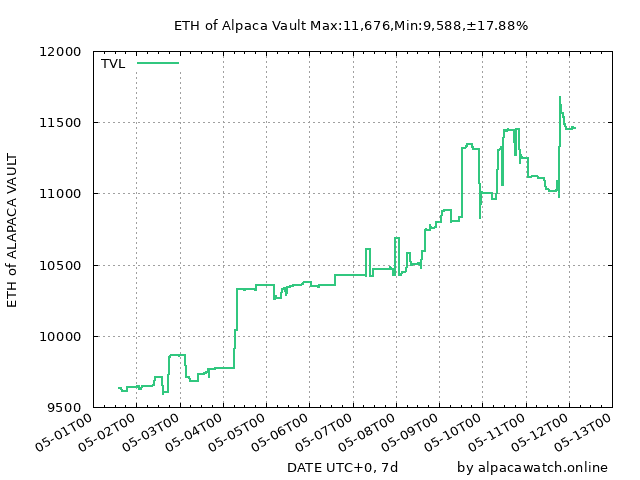 ETH of Alpaca Vault Max:11,676,Min:9,588,±17.88%
TVL
12000
11500
11000
10500
10000
9500
ETH of ALAPACA VAULT
05-01T00
05-02T00
05-03T00
05-04T00
05-05T00
05-06T00
05-07T00
05-08T00
05-09T00
05-10T00
05-11T00
05-12T00
05-13T00
DATE UTC+0, 7d
by alpacawatch.online